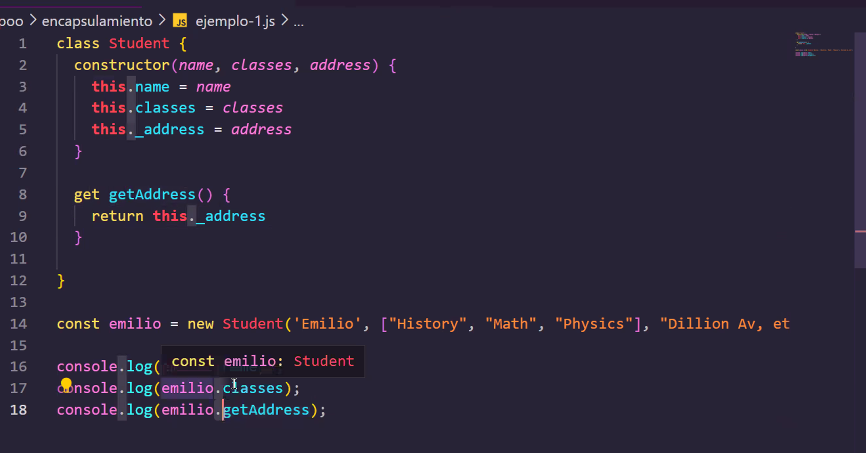 poo > encapsulamiento > JS ejemplo-1.js > ...
1 class Student {
2 constructor(name, classes, address) {
3 this.name = name
4 this.classes = classes
5 this._address = address
6 }
7
8 get getAddress() {
9 return this._address
10 }
11
12 }
13
14 const emilio = new Student('Emilio', ["History", "Math", "Physics"], "Dillion Av, et
15
const emilio: Student
16 console.log(
17 console.log(emilio.classes);
18 console.log(emilio.getAddress);